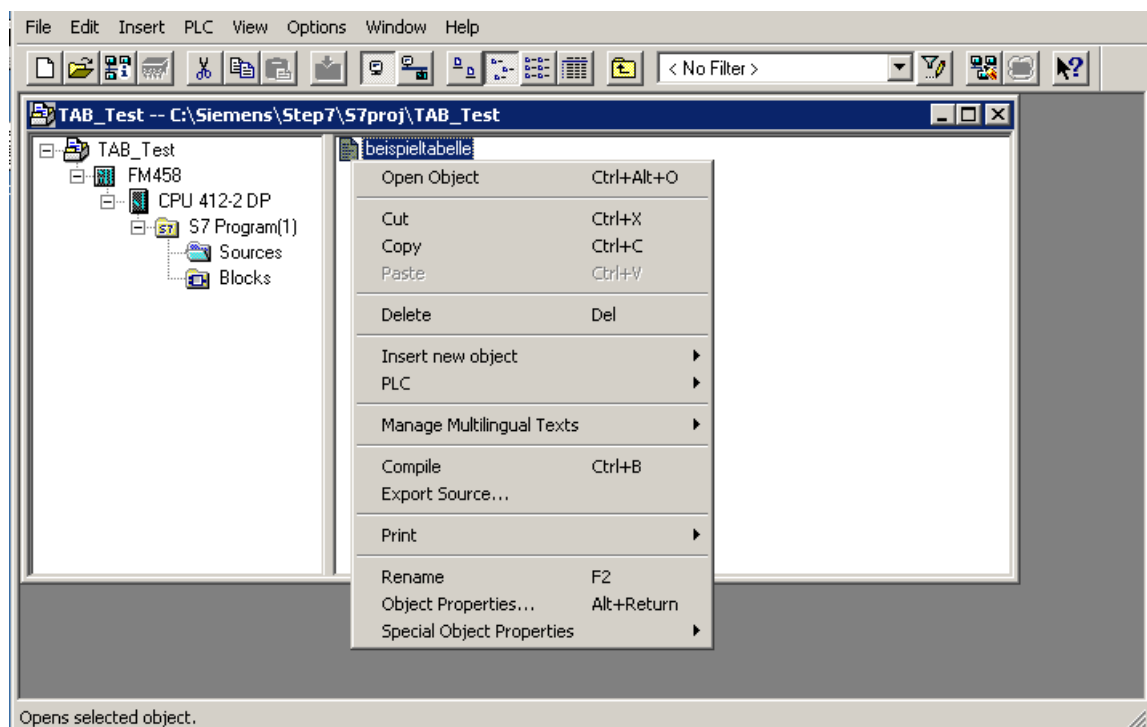 File Edit Insert PLC View Options Window Help
< No Filter >
TAB_Test -- C:\Siemens\Step7\S7proj\TAB_Test
TAB_Test
FM458
CPU 412-2 DP
S7 Program(1)
Sources
Blocks
beispieltabelle
Open Object Ctrl+Alt+O
Cut Ctrl+X
Copy Ctrl+C
Paste Ctrl+V
Delete Del
Insert new object
PLC
Manage Multilingual Texts
Compile Ctrl+B
Export Source...
Print
Rename F2
Object Properties... Alt+Return
Special Object Properties
Opens selected object.